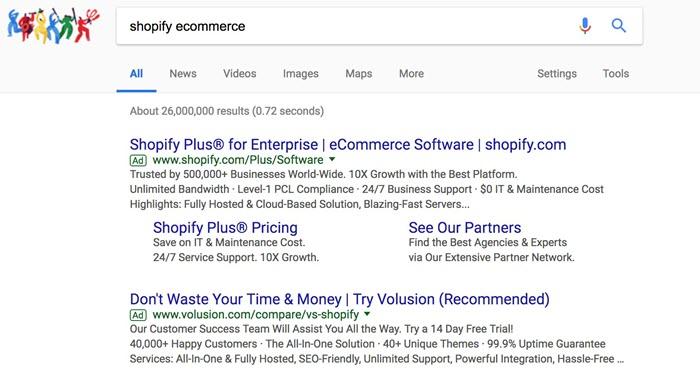 shopify ecommerce
All News Videos Images Maps More Settings Tools
About 26,000,000 results (0.72 seconds)
Shopify Plus® for Enterprise | eCommerce Software | shopify.com
Ad www.shopify.com/Plus/Software
Trusted by 500,000+ Businesses World-Wide. 10X Growth with the Best Platform.
Unlimited Bandwidth · Level-1 PCL Compliance · 24/7 Business Support · $0 IT & Maintenance Cost
Highlights: Fully Hosted & Cloud-Based Solution, Blazing-Fast Servers...
Shopify Plus® Pricing
Save on IT & Maintenance Cost.
24/7 Service Support. 10X Growth.
See Our Partners
Find the Best Agencies & Experts
via Our Extensive Partner Network.
Don't Waste Your Time & Money | Try Volusion (Recommended)
Ad www.volusion.com/compare/vs-shopify
Our Customer Success Team Will Assist You All the Way. Try a 14 Day Free Trial!
40,000+ Happy Customers · The All-In-One Solution · 40+ Unique Themes · 99.9% Uptime Guarantee
Services: All-In-One & Fully Hosted, SEO-Friendly, Unlimited Support, Powerful Integration, Hassle-Free ...